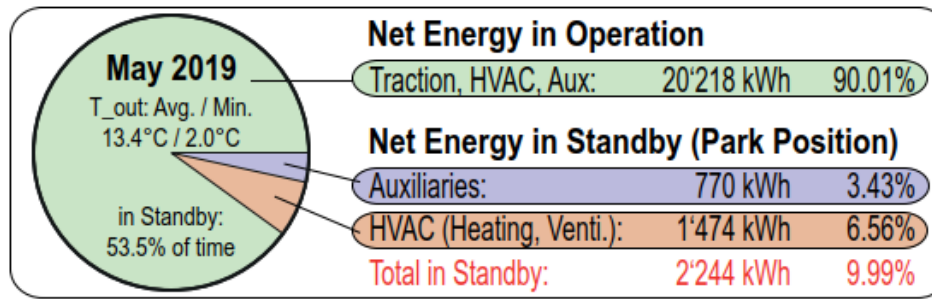 May 2019
T_out: Avg. / Min.
13.4°C / 2.0°C
in Standby:
53.5% of time
Net Energy in Operation
Traction, HVAC, Aux: 20'218 kWh 90.01%
Net Energy in Standby (Park Position)
Auxiliaries: 770 kWh 3.43%
HVAC (Heating, Venti.): 1'474 kWh 6.56%
Total in Standby: 2'244 kWh 9.99%